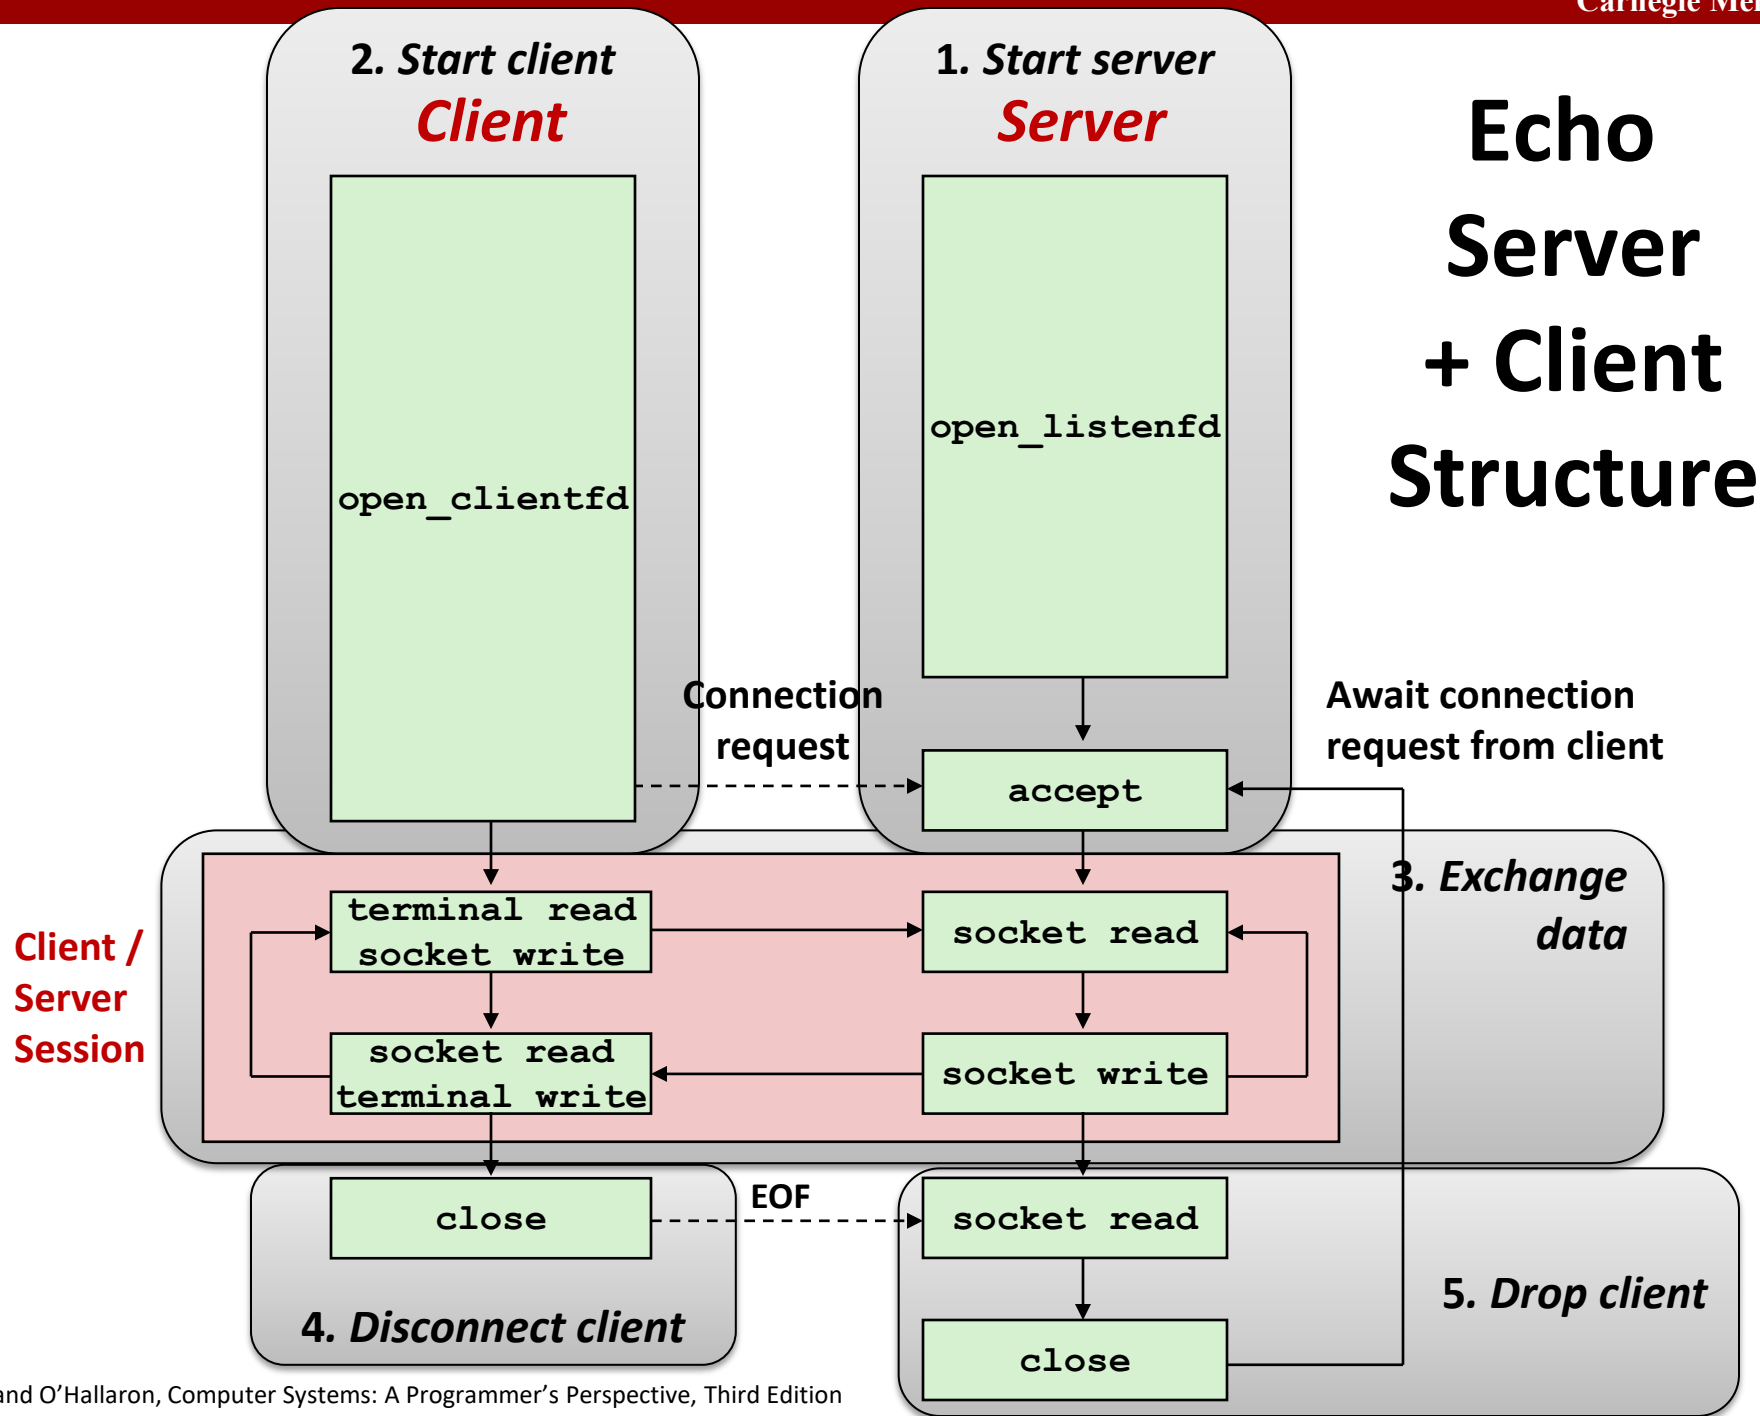 Carnegie
2. Start client
Client
1. Start server
Server
Echo
Server
+ Client
Structure
open_listenfd
open_clientfd
Connection
request
Await connection
request from client
accept
3. Exchange
data
Client /
Server
Session
terminal read
socket write
socket read
socket read
terminal write
socket write
close
EOF
socket read
4. Disconnect client
5. Drop client
close
and O'Hallaron, Computer Systems: A Programmer's Perspective, Third Edition